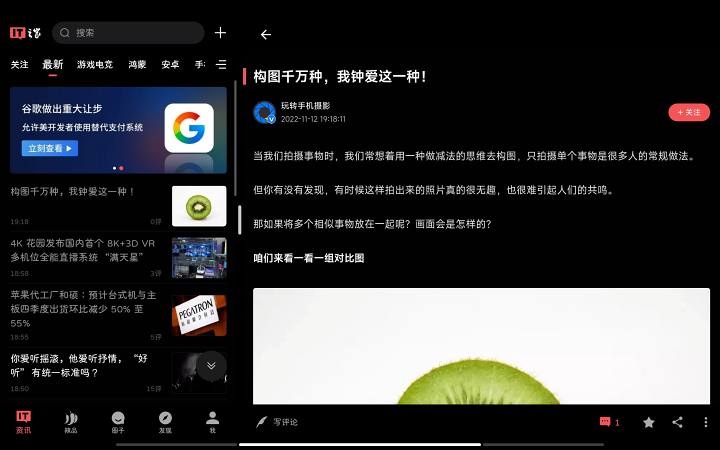 IT之家
搜索
关注 最新 游戏电竞 鸿蒙 安卓
谷歌做出重大让步
允许美开发者使用替代支付系统
立刻查看
构图千万种，我钟爱这一种！
19:18 0评
4K 花园发布国内首个 8K+3D VR
多机位全能直播系统 “满天星”
18:58 3评
苹果代工厂和硕：预计台式机与主
板四季度出货环比减少 50% 至
55%
18:55 5评
PEGATRON
你爱听摇滚，他爱听抒情，“好
听” 有统一标准吗？
18:50 15评
IT
资讯 辣品 圈子 发现 我
构图千万种，我钟爱这一种！
玩转手机摄影
2022-11-12 19:18:11
+ 关注
当我们拍摄事物时，我们常想着用一种做减法的思维去构图，只拍摄单个事物是很多人的常规做法。
但你有没有发现，有时候这样拍出来的照片真的很无趣，也很难引起人们的共鸣。
那如果将多个相似事物放在一起呢？画面会是怎样的？
咱们来看一看一组对比图
写评论
1